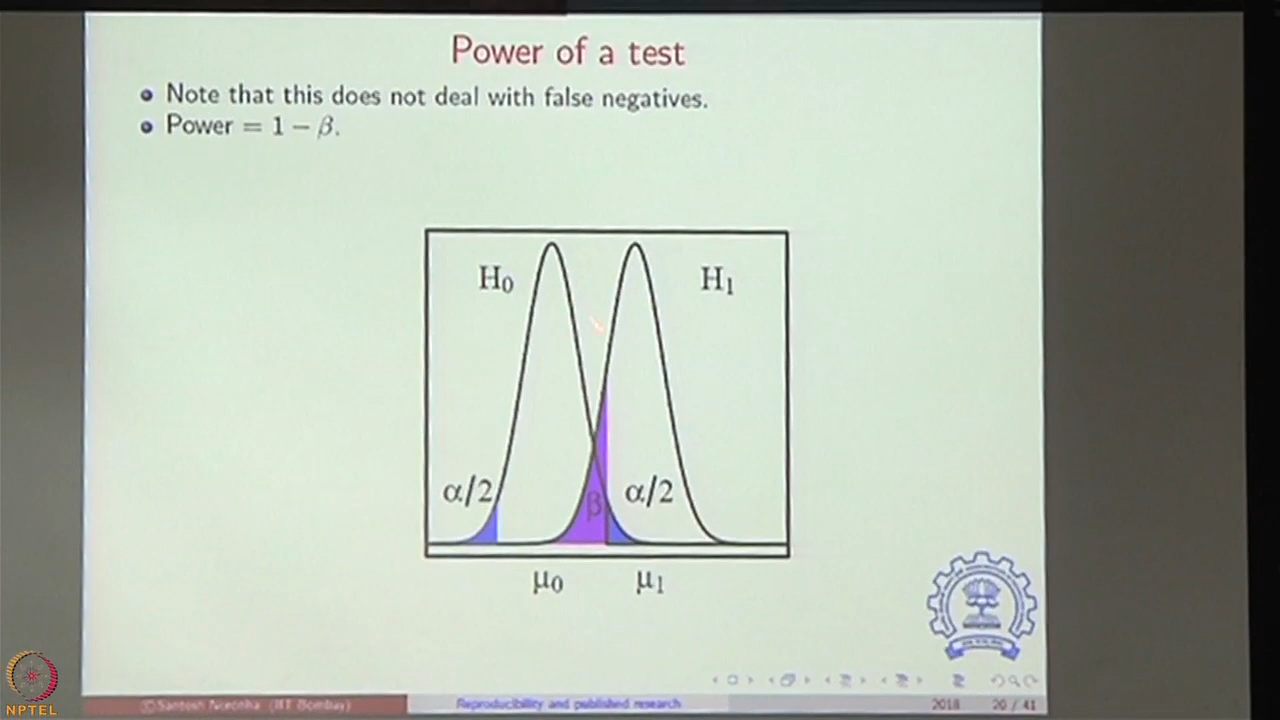 Power of a test
Note that this does not deal with false negatives.
Power = 1 − β.
H₀
H₁
α/2
β
α/2
μ₀
μ₁
©Santosh Noronha (IIT Bombay)
Reproducibility and published research
2018
20 / 41
NPTEL